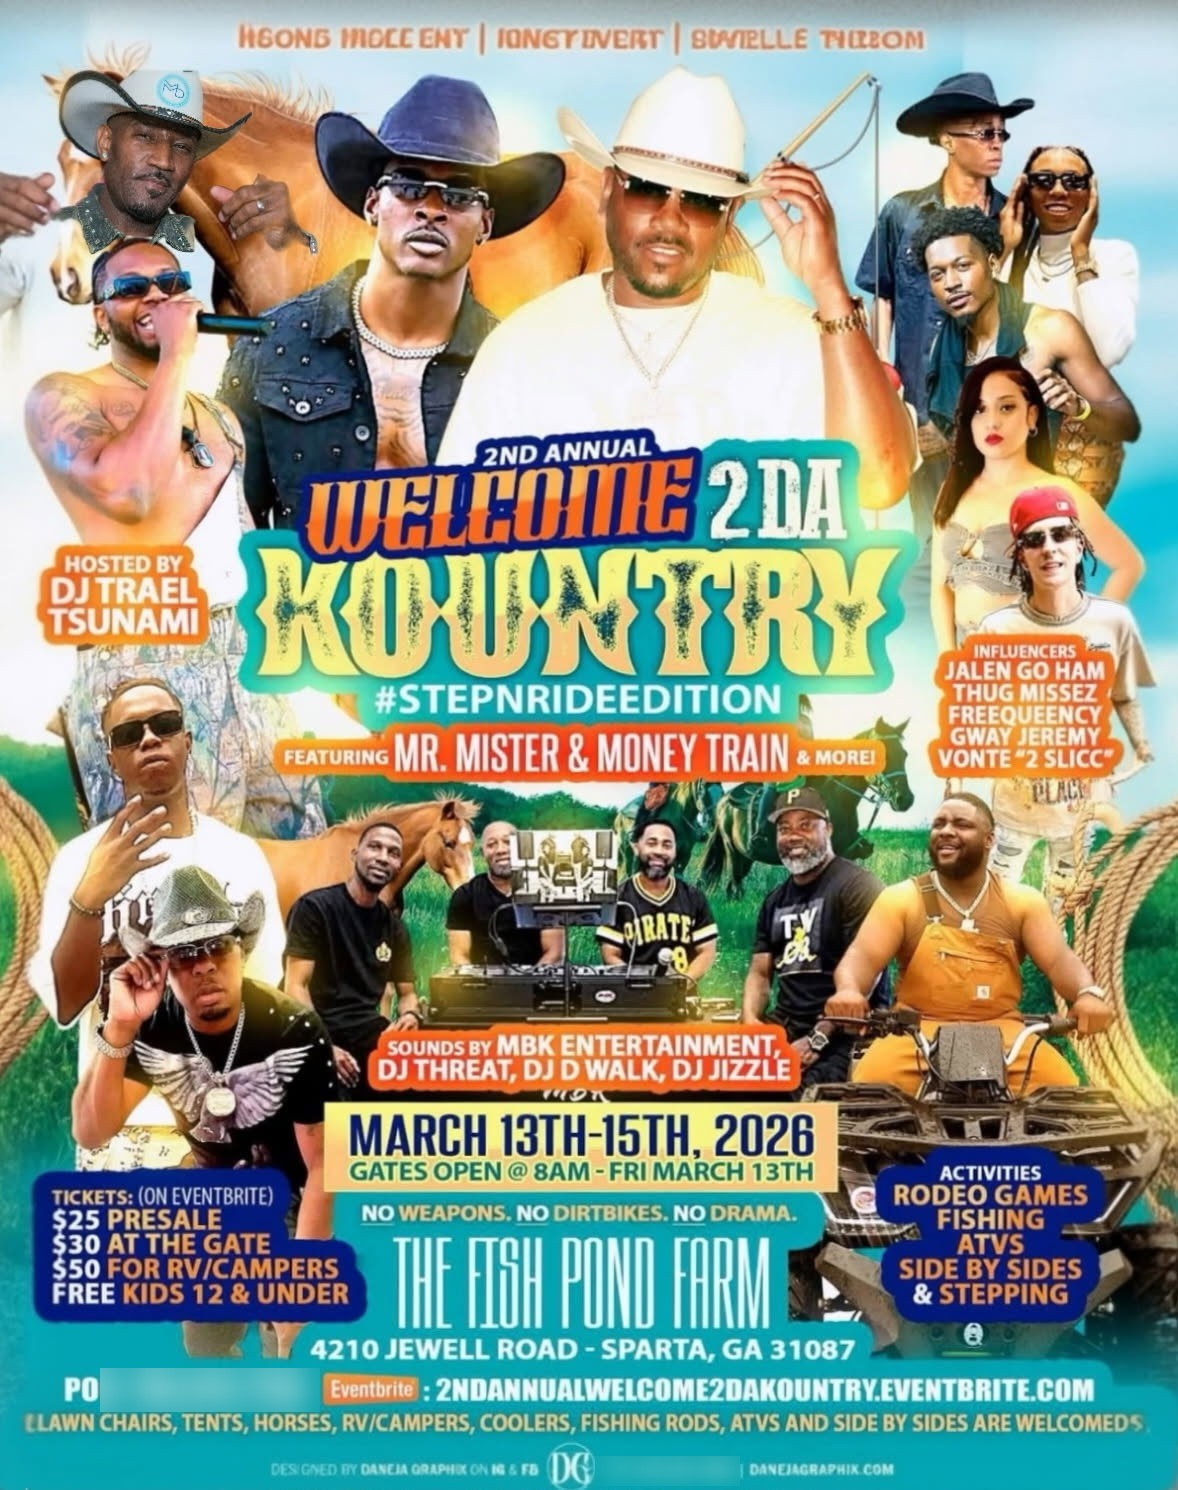 2ND ANNUAL
WELCOME 2 DA
KOUNTRY
#STEPNRIDEEDITION
FEATURING MR. MISTER & MONEY TRAIN & MORE!
HOSTED BY
DJ TRAEL
TSUNAMI
INFLUENCERS
JALEN GO HAM
THUG MISSEZ
FREEQUEENCY
GWAY JEREMY
VONTE "2 SLICC"
PIRATE
8
P
SOUNDS BY MBK ENTERTAINMENT,
DJ THREAT, DJ D WALK, DJ JIZZLE
MARCH 13TH-15TH, 2026
GATES OPEN @ 8AM - FRI MARCH 13TH
NO WEAPONS. NO DIRTBIKES. NO DRAMA.
THE FISH POND FARM
4210 JEWELL ROAD - SPARTA, GA 31087
TICKETS: (ON EVENTBRITE)
$25 PRESALE
$30 AT THE GATE
$50 FOR RV/CAMPERS
FREE KIDS 12 & UNDER
ACTIVITIES
RODEO GAMES
FISHING
ATVS
SIDE BY SIDES
& STEPPING
PO
Eventbrite : 2NDANNUALWELCOME2DAKOUNTRY.EVENTBRITE.COM
LAWN CHAIRS, TENTS, HORSES, RV/CAMPERS, COOLERS, FISHING RODS, ATVS AND SIDE BY SIDES ARE WELCOMED
DESIGNED BY DANEJA GRAPHIX ON IG & FB DG | DANEJAGRAPHIX.COM